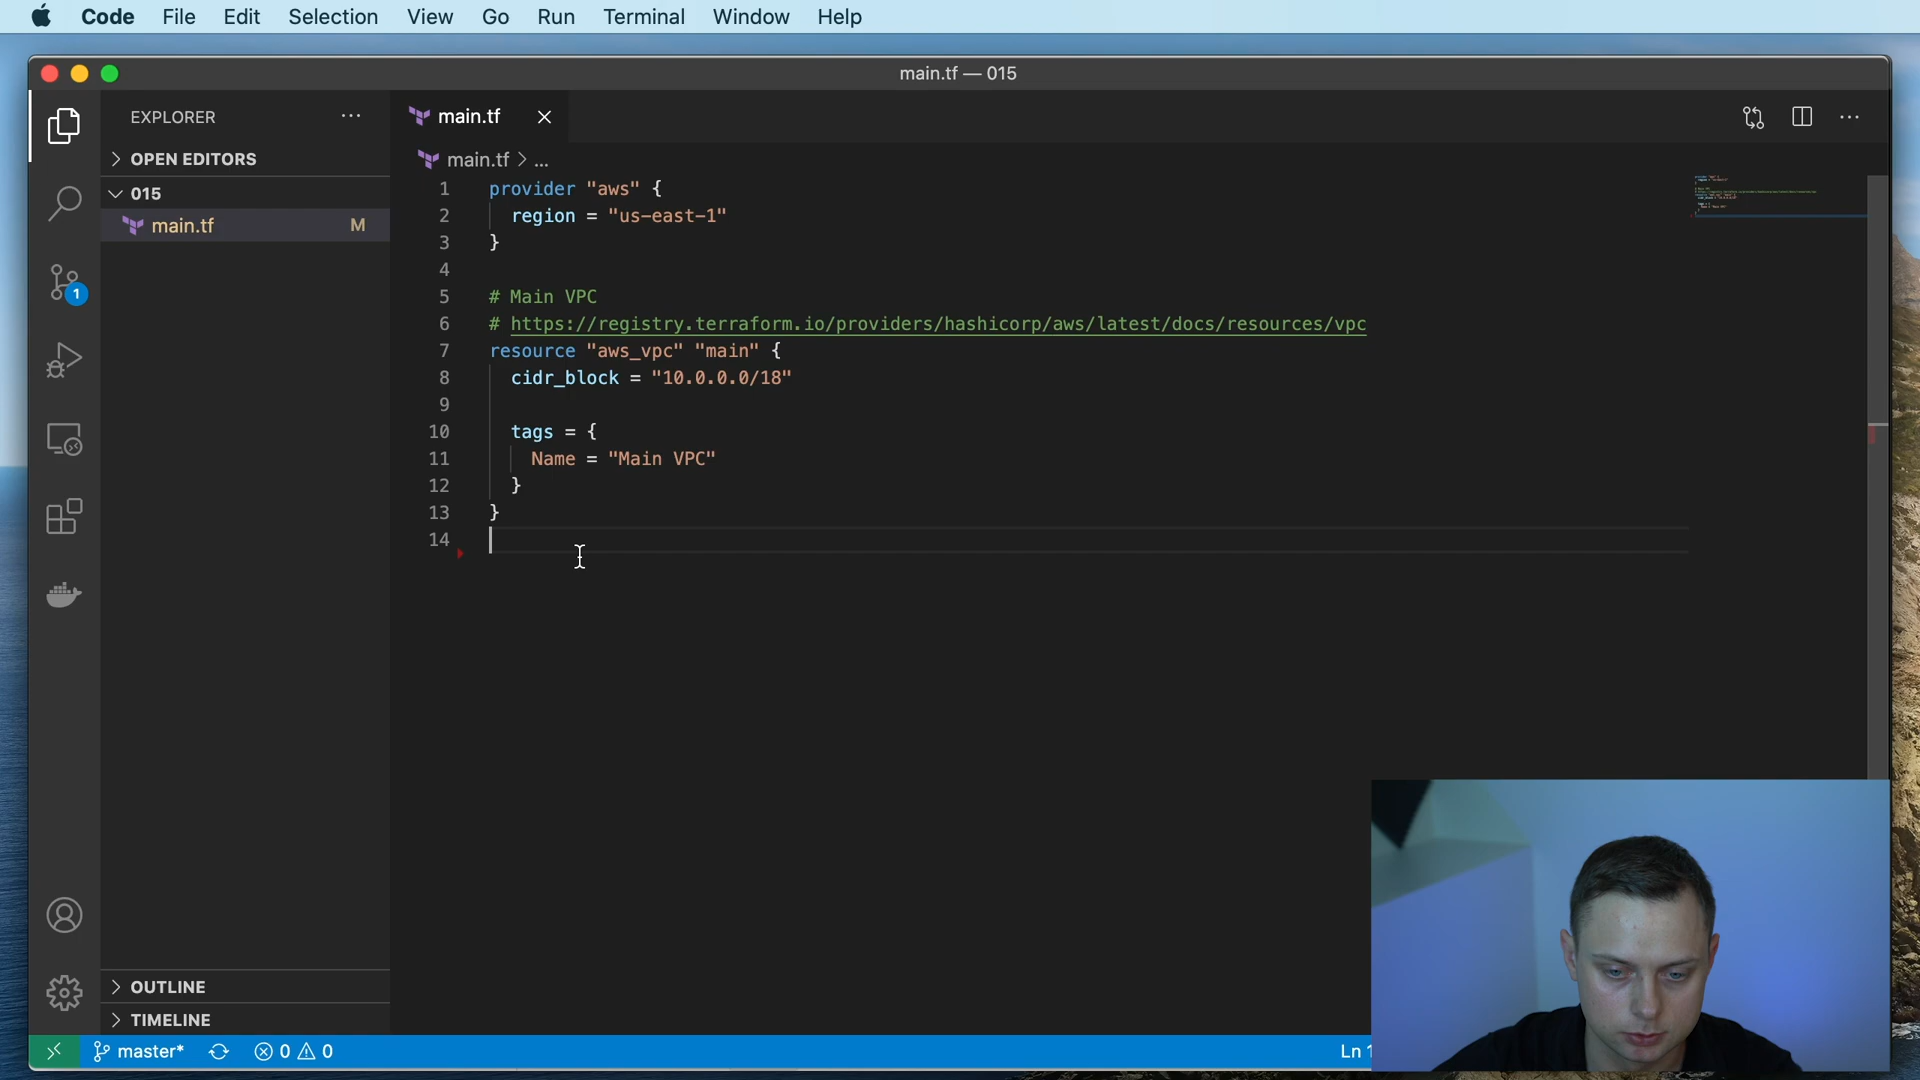 Code File Edit Selection View Go Run Terminal Window Help
main.tf — 015
EXPLORER
main.tf
OPEN EDITORS
main.tf > ...
015
main.tf M
1 provider "aws" {
2 region = "us-east-1"
3 }
4
5 # Main VPC
6 # https://registry.terraform.io/providers/hashicorp/aws/latest/docs/resources/vpc
7 resource "aws_vpc" "main" {
8 cidr_block = "10.0.0.0/18"
9
10 tags = {
11 Name = "Main VPC"
12 }
13 }
14
1
OUTLINE
TIMELINE
master* 0 0 Ln 1